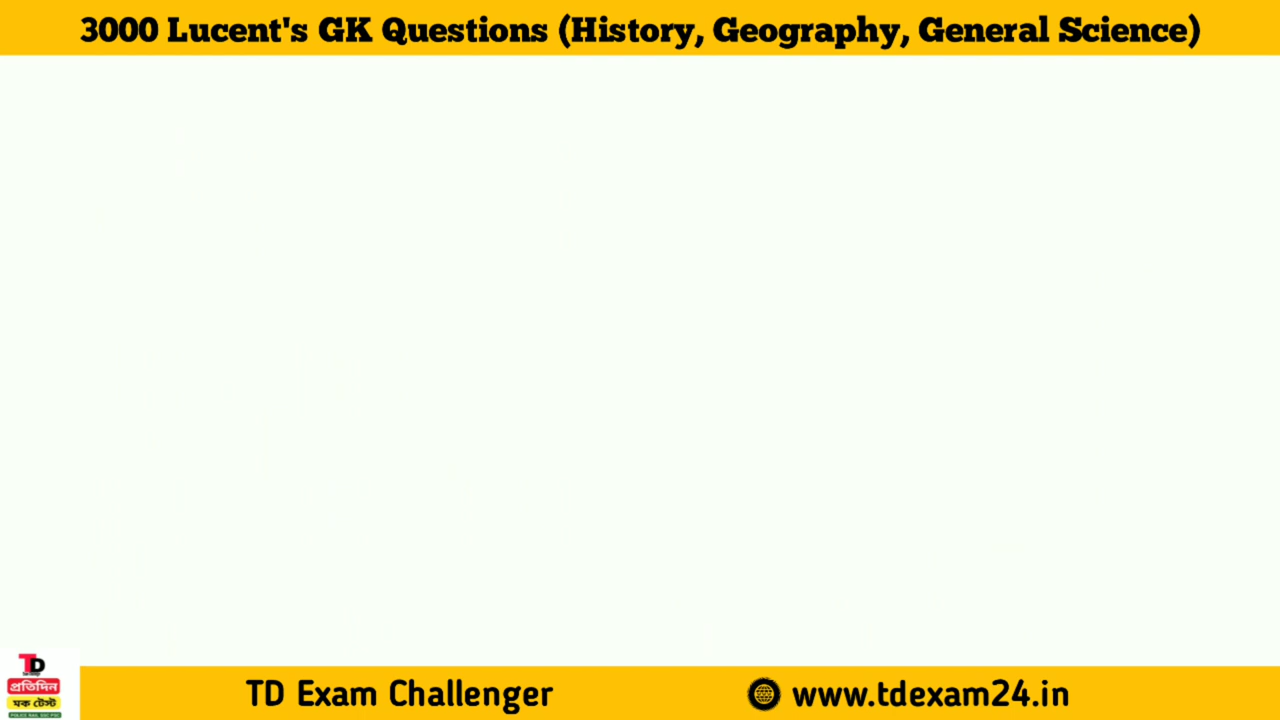 3000 Lucent's GK Questions (History, Geography, General Science)
TD
প্রতিদিন
মক টেস্ট
TD Exam Challenger
www.tdexam24.in